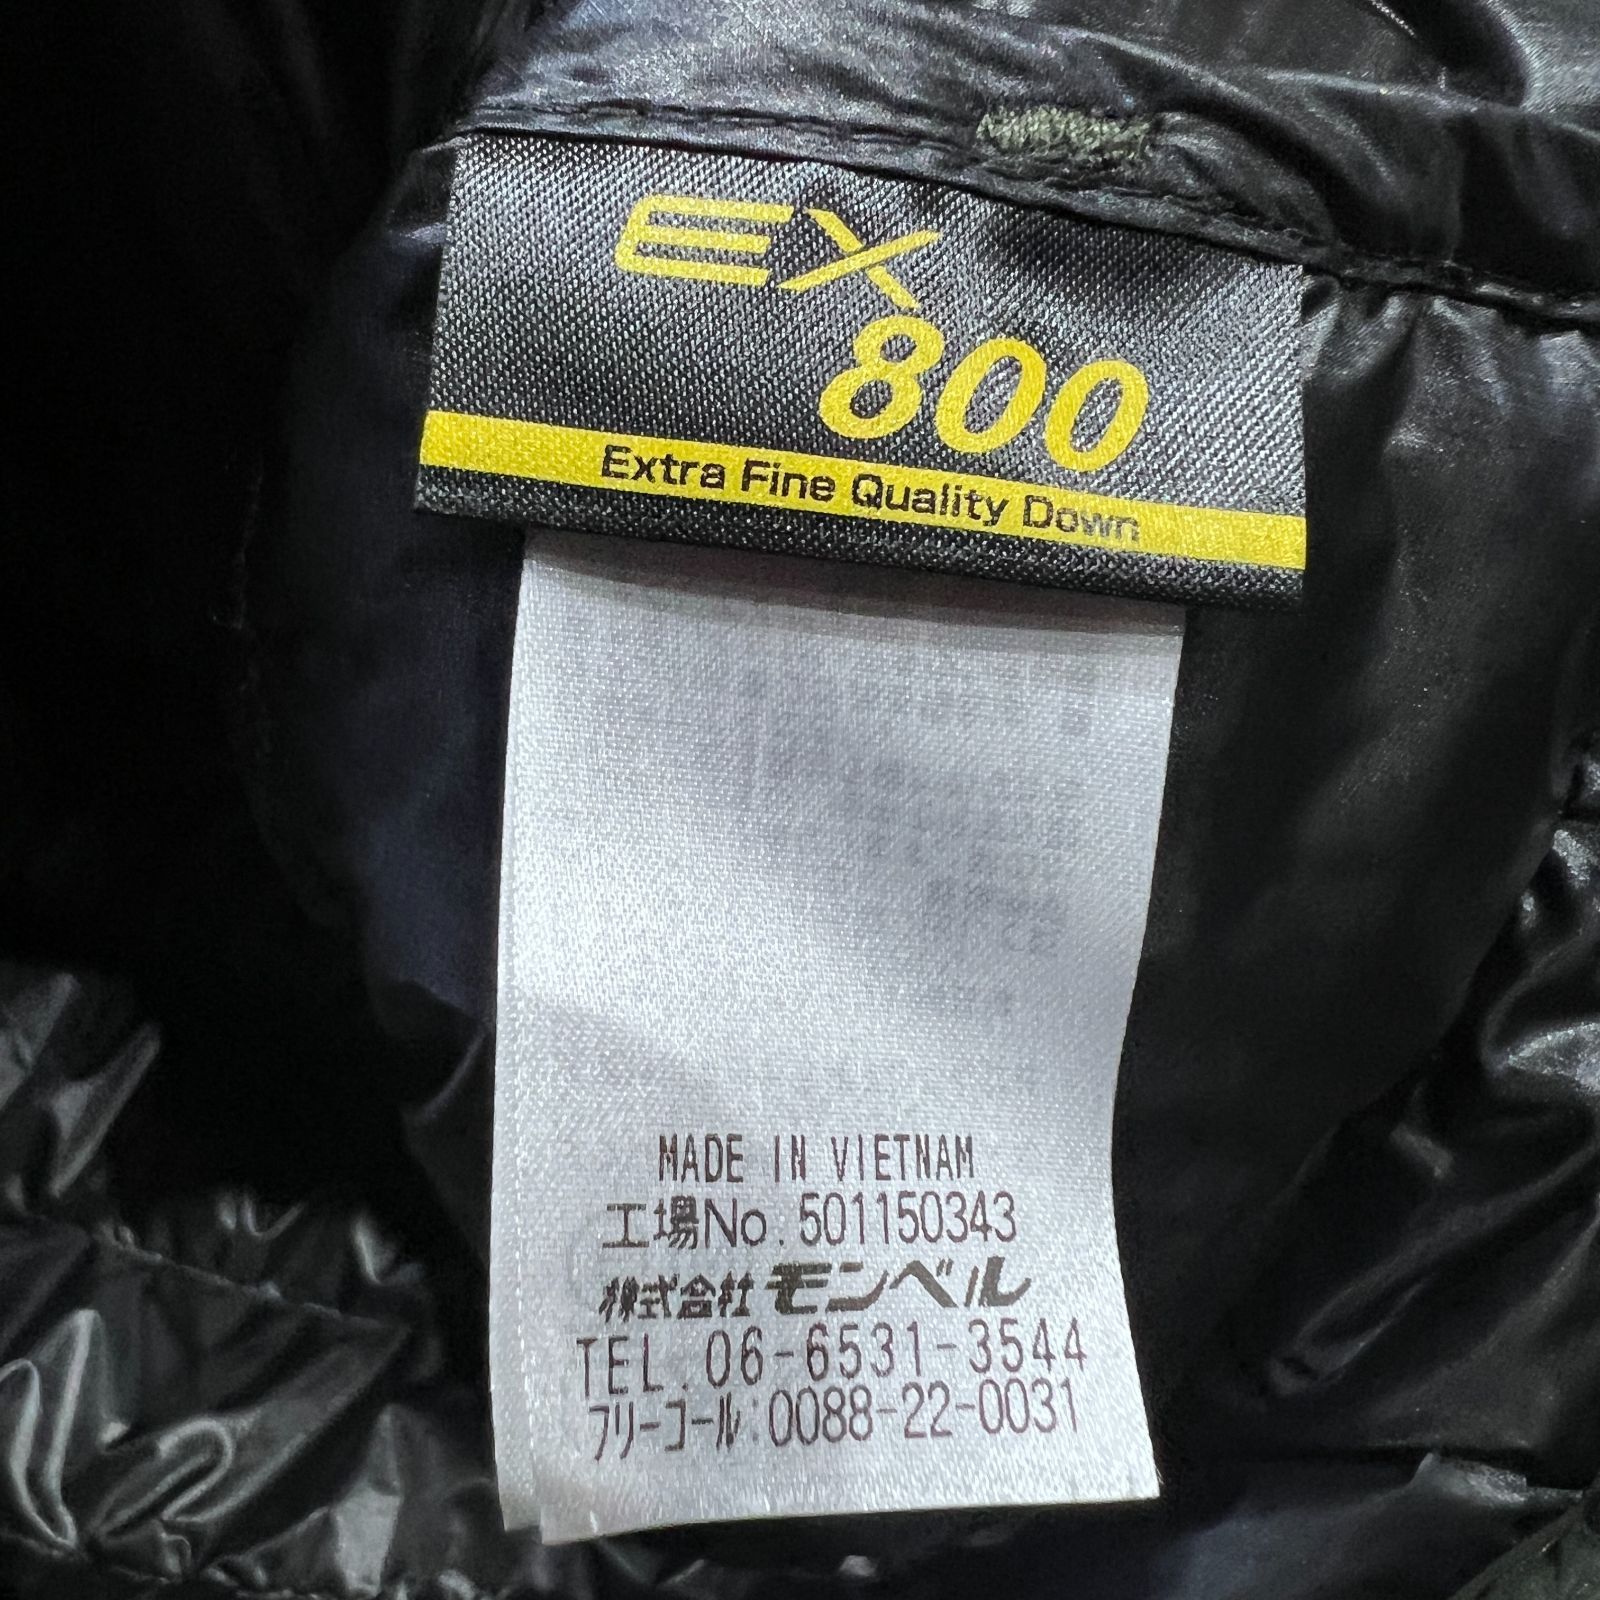 EX
800
Extra Fine Quality Down
MADE IN VIETNAM
工場No.501150343
株式会社モンベル
TEL.06-6531-3544
フリーコール:0088-22-0031